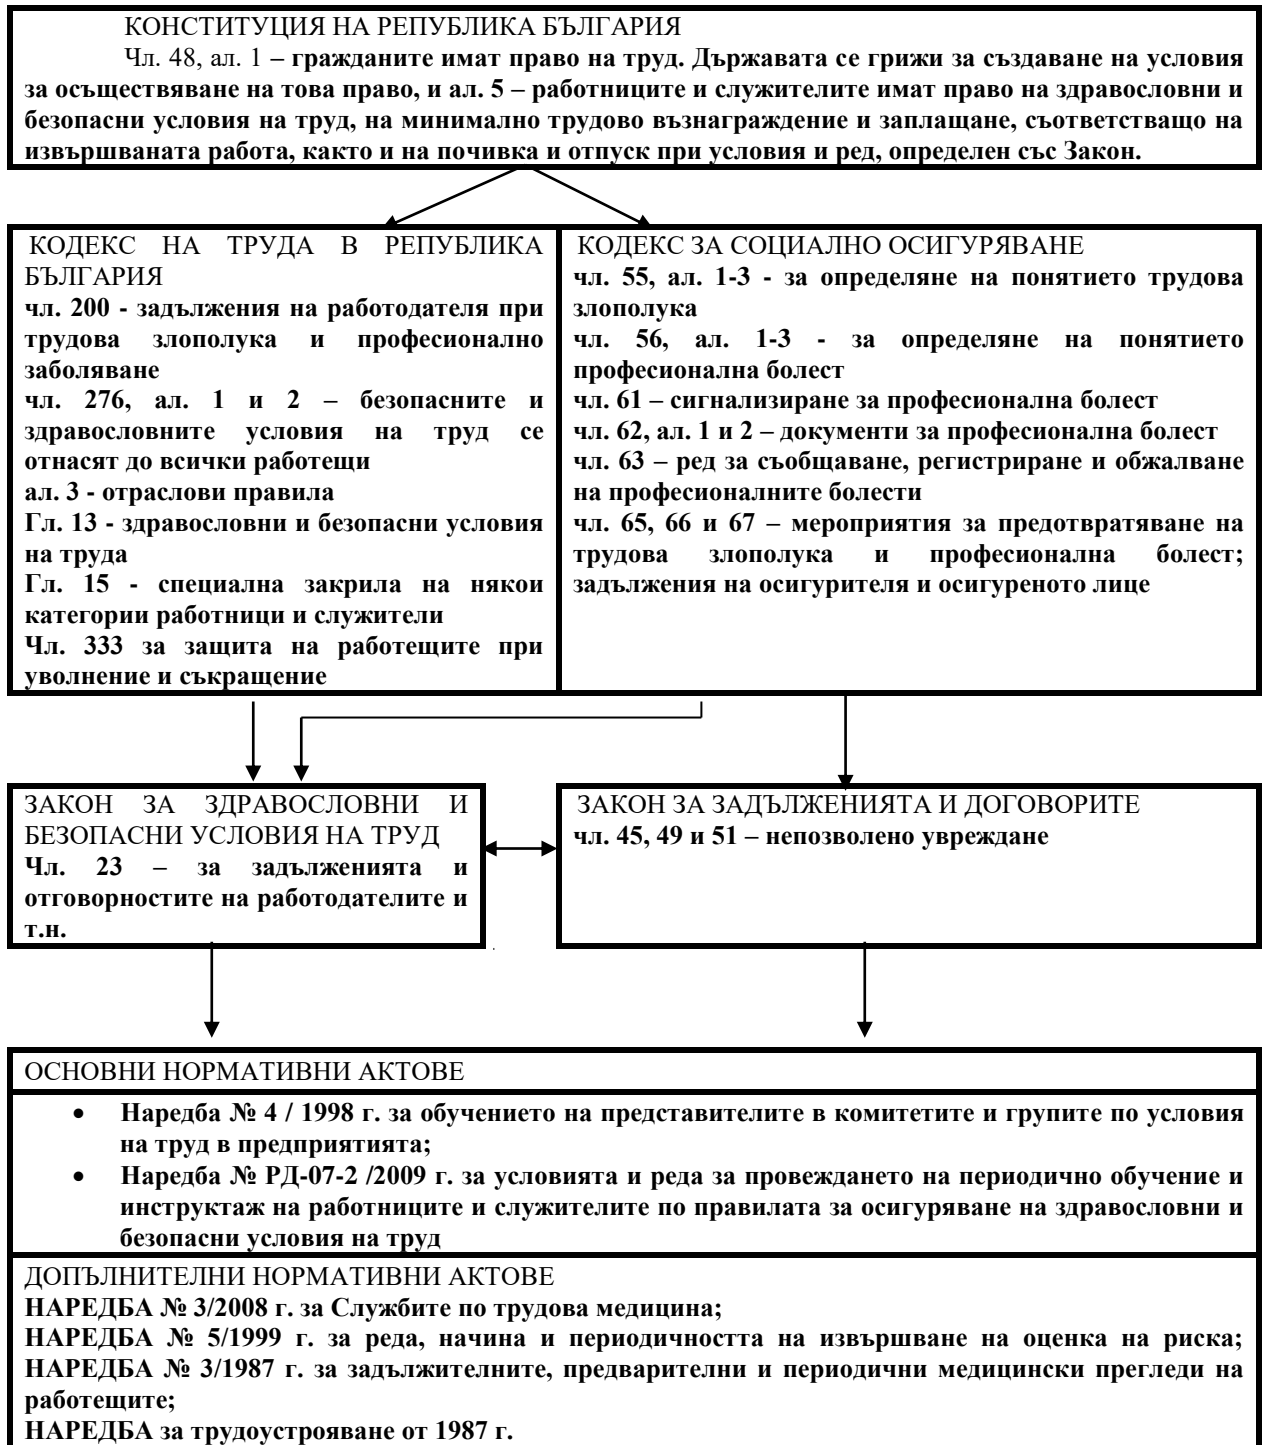 КОНСТИТУЦИЯ НА РЕПУБЛИКА БЪЛГАРИЯ
Чл. 48, ал. 1 – гражданите имат право на труд. Държавата се грижи за създаване на условия
за осъществяване на това право, и ал. 5 – работниците и служителите имат право на здравословни и
безопасни условия на труд, на минимално трудово възнаграждение и заплащане, съответстващо на
извършваната работа, както и на почивка и отпуск при условия и ред, определен със Закон.
КОДЕКС НА ТРУДА В РЕПУБЛИКА
БЪЛГАРИЯ
чл. 200 - задължения на работодателя при
трудова злополука и професионално
заболяване
чл. 276, ал. 1 и 2 – безопасните и
здравословните условия на труд се
отнасят до всички работещи
ал. 3 - отраслови правила
Гл. 13 - здравословни и безопасни условия
на труда
Гл. 15 - специална закрила на някои
категории работници и служители
Чл. 333 за защита на работещите при
уволнение и съкращение
КОДЕКС ЗА СОЦИАЛНО ОСИГУРЯВАНЕ
чл. 55, ал. 1-3 - за определяне на понятието трудова
злополука
чл. 56, ал. 1-3 - за определяне на понятието
професионална болест
чл. 61 – сигнализиране за професионална болест
чл. 62, ал. 1 и 2 – документи за професионална болест
чл. 63 – ред за съобщаване, регистриране и обжалване
на професионалните болести
чл. 65, 66 и 67 – мероприятия за предотвратяване на
трудова злополука и професионална болест;
задължения на осигурителя и осигуреното лице
ЗАКОН ЗА ЗДРАВОСЛОВНИ И
БЕЗОПАСНИ УСЛОВИЯ НА ТРУД
Чл. 23 – за задълженията и
отговорностите на работодателите и
т.н.
ЗАКОН ЗА ЗАДЪЛЖЕНИЯТА И ДОГОВОРИТЕ
чл. 45, 49 и 51 – непозволено увреждане
ОСНОВНИ НОРМАТИВНИ АКТОВЕ
• Наредба № 4 / 1998 г. за обучението на представителите в комитетите и групите по условия
на труд в предприятията;
• Наредба № РД-07-2 /2009 г. за условията и реда за провеждането на периодично обучение и
инструктаж на работниците и служителите по правилата за осигуряване на здравословни и
безопасни условия на труд
ДОПЪЛНИТЕЛНИ НОРМАТИВНИ АКТОВЕ
НАРЕДБА № 3/2008 г. за Службите по трудова медицина;
НАРЕДБА № 5/1999 г. за реда, начина и периодичността на извършване на оценка на риска;
НАРЕДБА № 3/1987 г. за задължителните, предварителни и периодични медицински прегледи на
работещите;
НАРЕДБА за трудоустрояване от 1987 г.